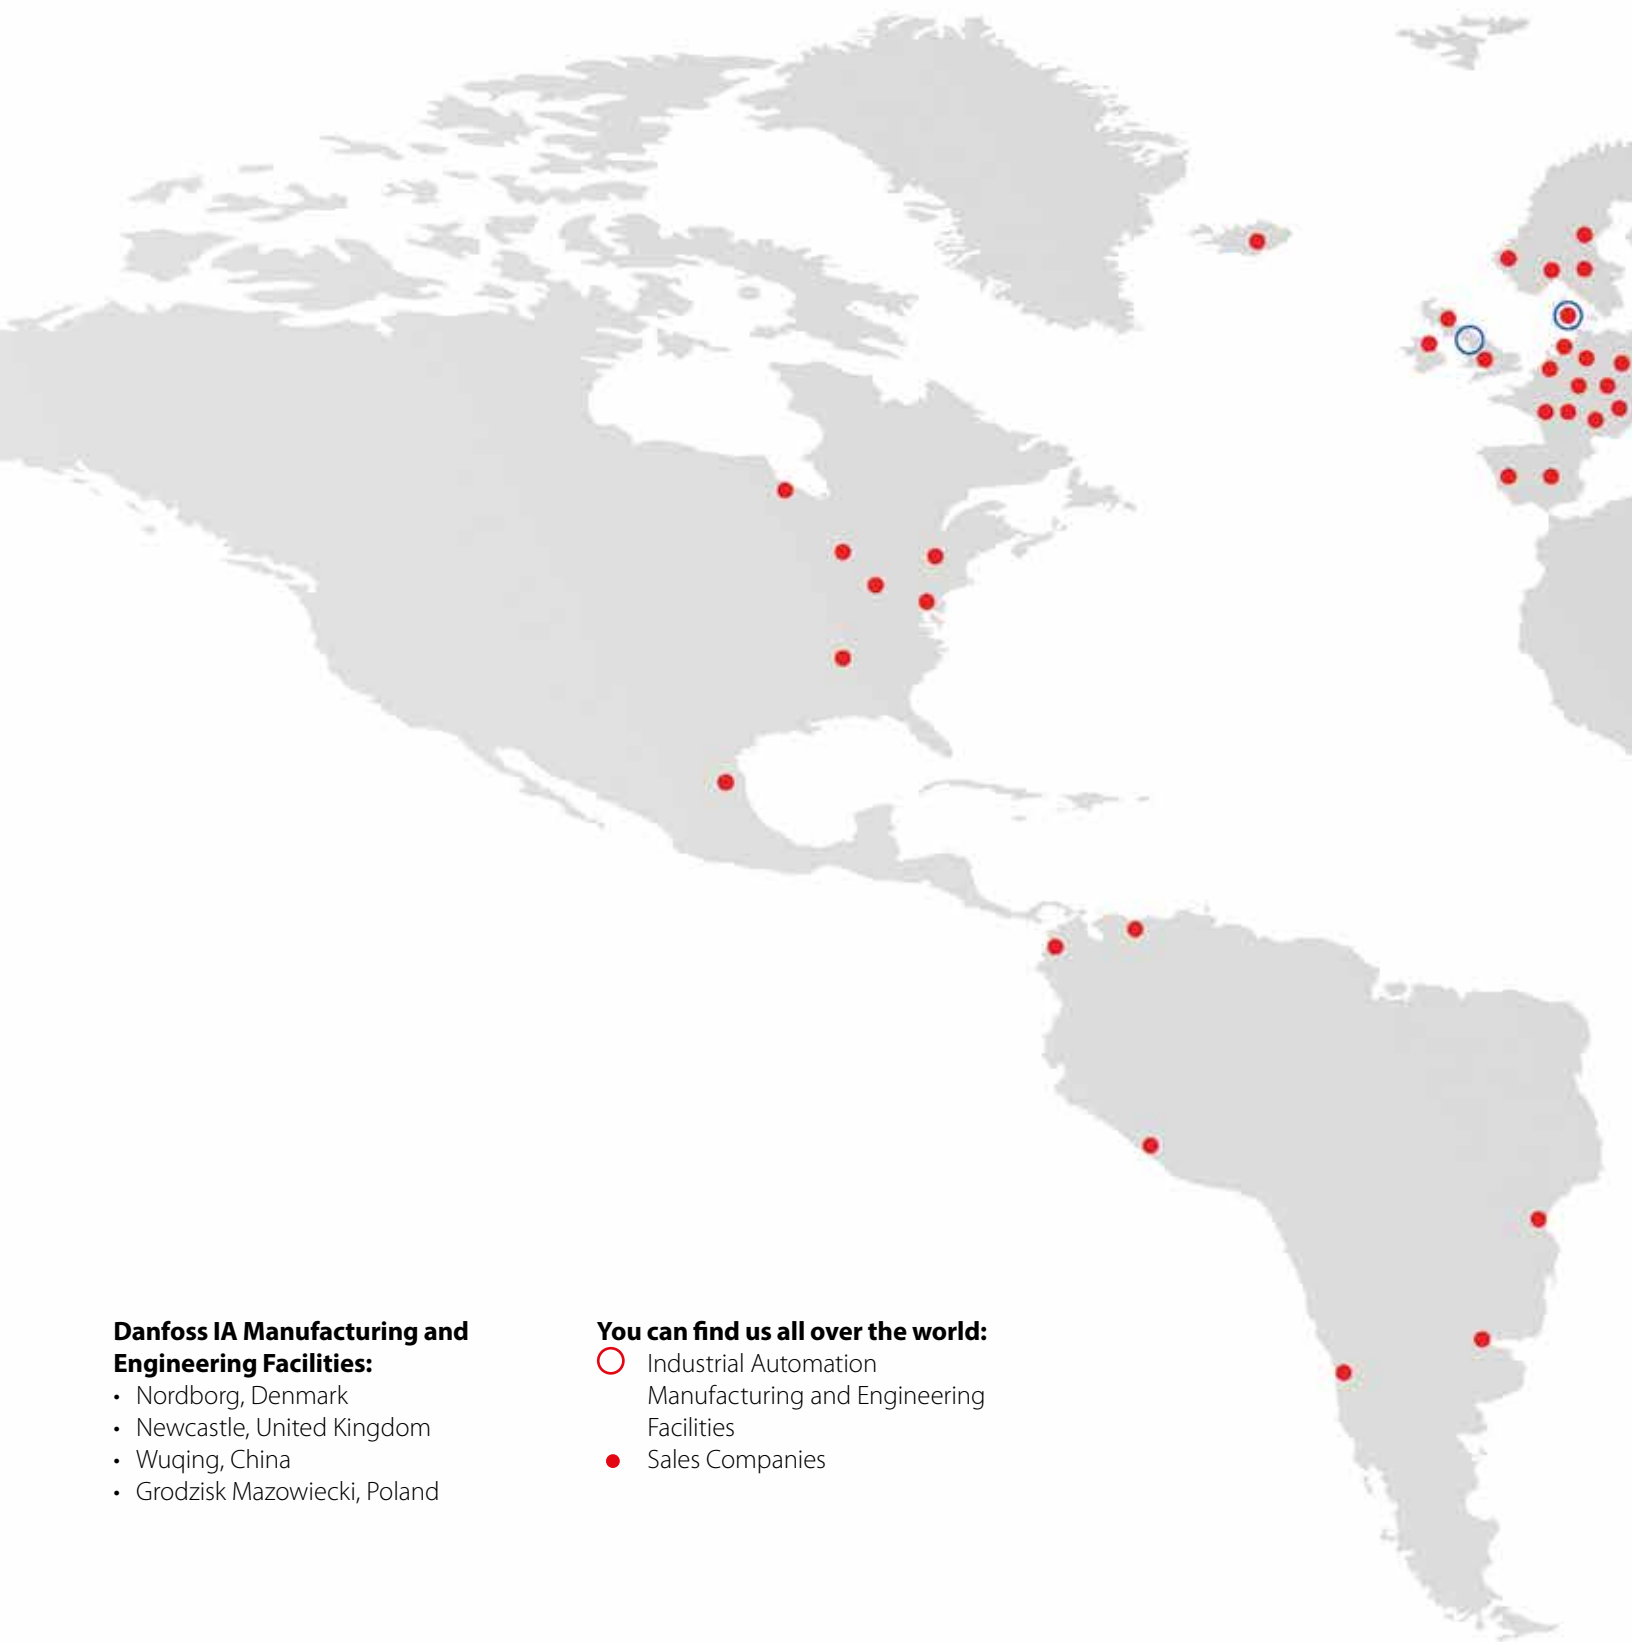 Danfoss IA Manufacturing and
Engineering Facilities:
• Nordborg, Denmark
• Newcastle, United Kingdom
• Wuqing, China
• Grodzisk Mazowiecki, Poland
You can find us all over the world:
Industrial Automation
Manufacturing and Engineering
Facilities
Sales Companies